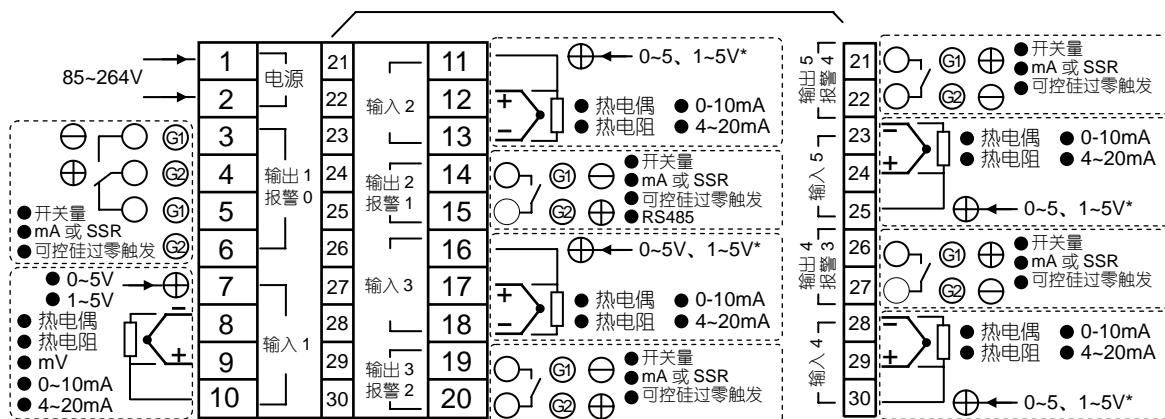 85~264V
⊖ G1
⊕ G2
G1
● 开关量
● mA 或 SSR
● 可控硅过零触发 G2
● 0~5V
● 1~5V
⊕
● 热电偶
● 热电阻
● mV
● 0~10mA
● 4~20mA
−
+
1
2
3
4
5
6
7
8
9
10
电源
输出 1
报警 0
输入 1
21
22
23
24
25
26
27
28
29
30
输入 2
输出 2
报警 1
输入 3
输出 3
报警 2
11
12
13
14
15
16
17
18
19
20
⊕ 0~5、1~5V*
+
−
● 热电偶 ● 0-10mA
● 热电阻 ● 4~20mA
G1 ⊖
G2 ⊕
● 开关量
● mA 或 SSR
● 可控硅过零触发
● RS485
⊕ 0~5V、1~5V*
+
−
● 热电偶 ● 0-10mA
● 热电阻 ● 4~20mA
G1 ⊖
G2 ⊕
● 开关量
● mA 或 SSR
● 可控硅过零触发
输出 5
报警 4
输入 5
输出 4
报警 3
输入 4
21
22
23
24
25
26
27
28
29
30
G1 ⊕
G2 ⊖
● 开关量
● mA 或 SSR
● 可控硅过零触发
−
+
● 热电偶 ● 0-10mA
● 热电阻 ● 4~20mA
⊕ 0~5、1~5V*
G1 ⊕
G2 ⊖
● 开关量
● mA 或 SSR
● 可控硅过零触发
−
+
● 热电偶 ● 0-10mA
● 热电阻 ● 4~20mA
⊕ 0~5、1~5V*